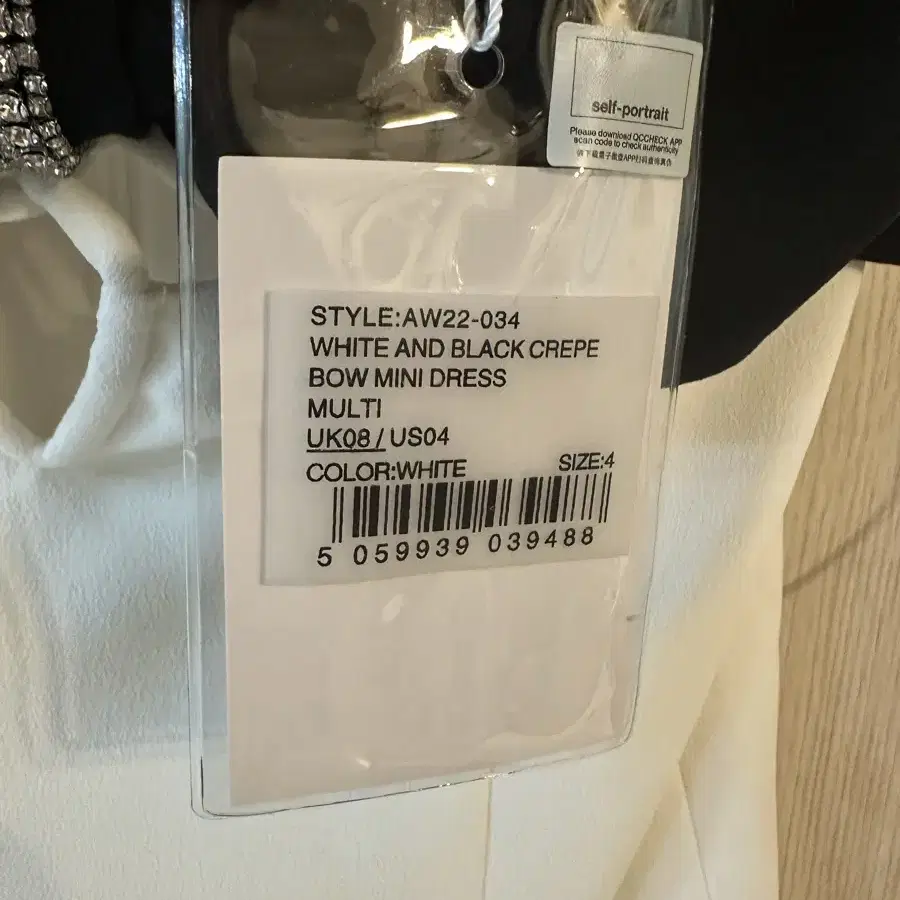 self-portrait
Please download QCCHECK APP
scan code to check authenticity
STYLE:AW22-034
WHITE AND BLACK CREPE
BOW MINI DRESS
MULTI
UK08 / US04
COLOR:WHITE SIZE:4
5 059939 039488